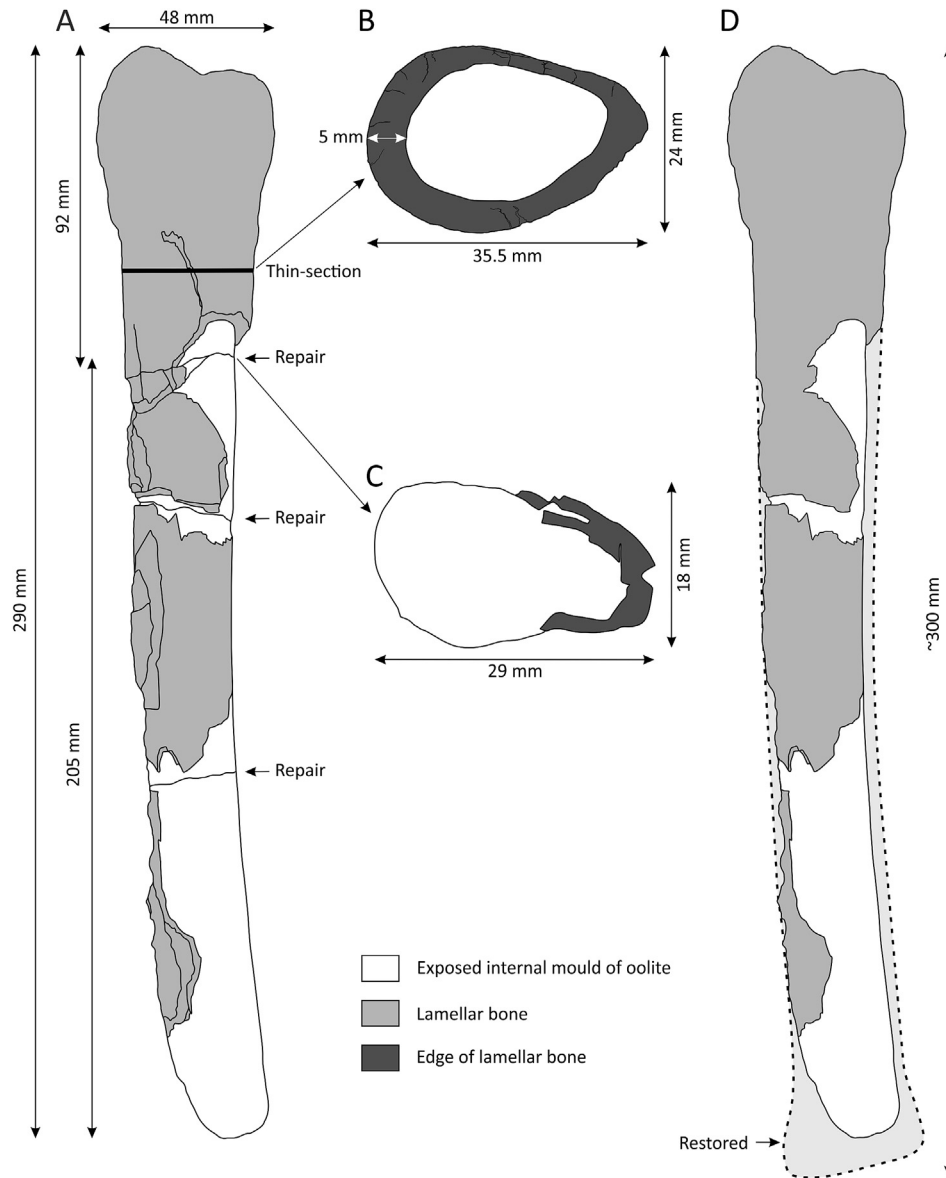 A
48 mm
B
D
92 mm
5 mm
24 mm
35.5 mm
Thin-section
Repair
C
Repair
18 mm
29 mm
290 mm
205 mm
~300 mm
Repair
Exposed internal mould of oolite
Lamellar bone
Edge of lamellar bone
Restored